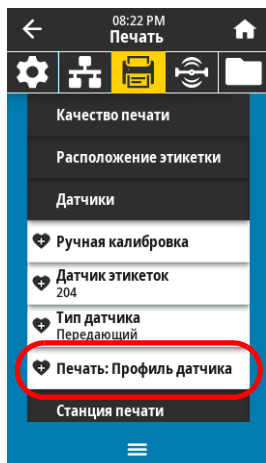 08:22 PM
Печать
Качество печати
Расположение этикетки
Датчики
Ручная калибровка
Датчик этикеток
204
Тип датчика
Передающий
Печать: Профиль датчика
Станция печати